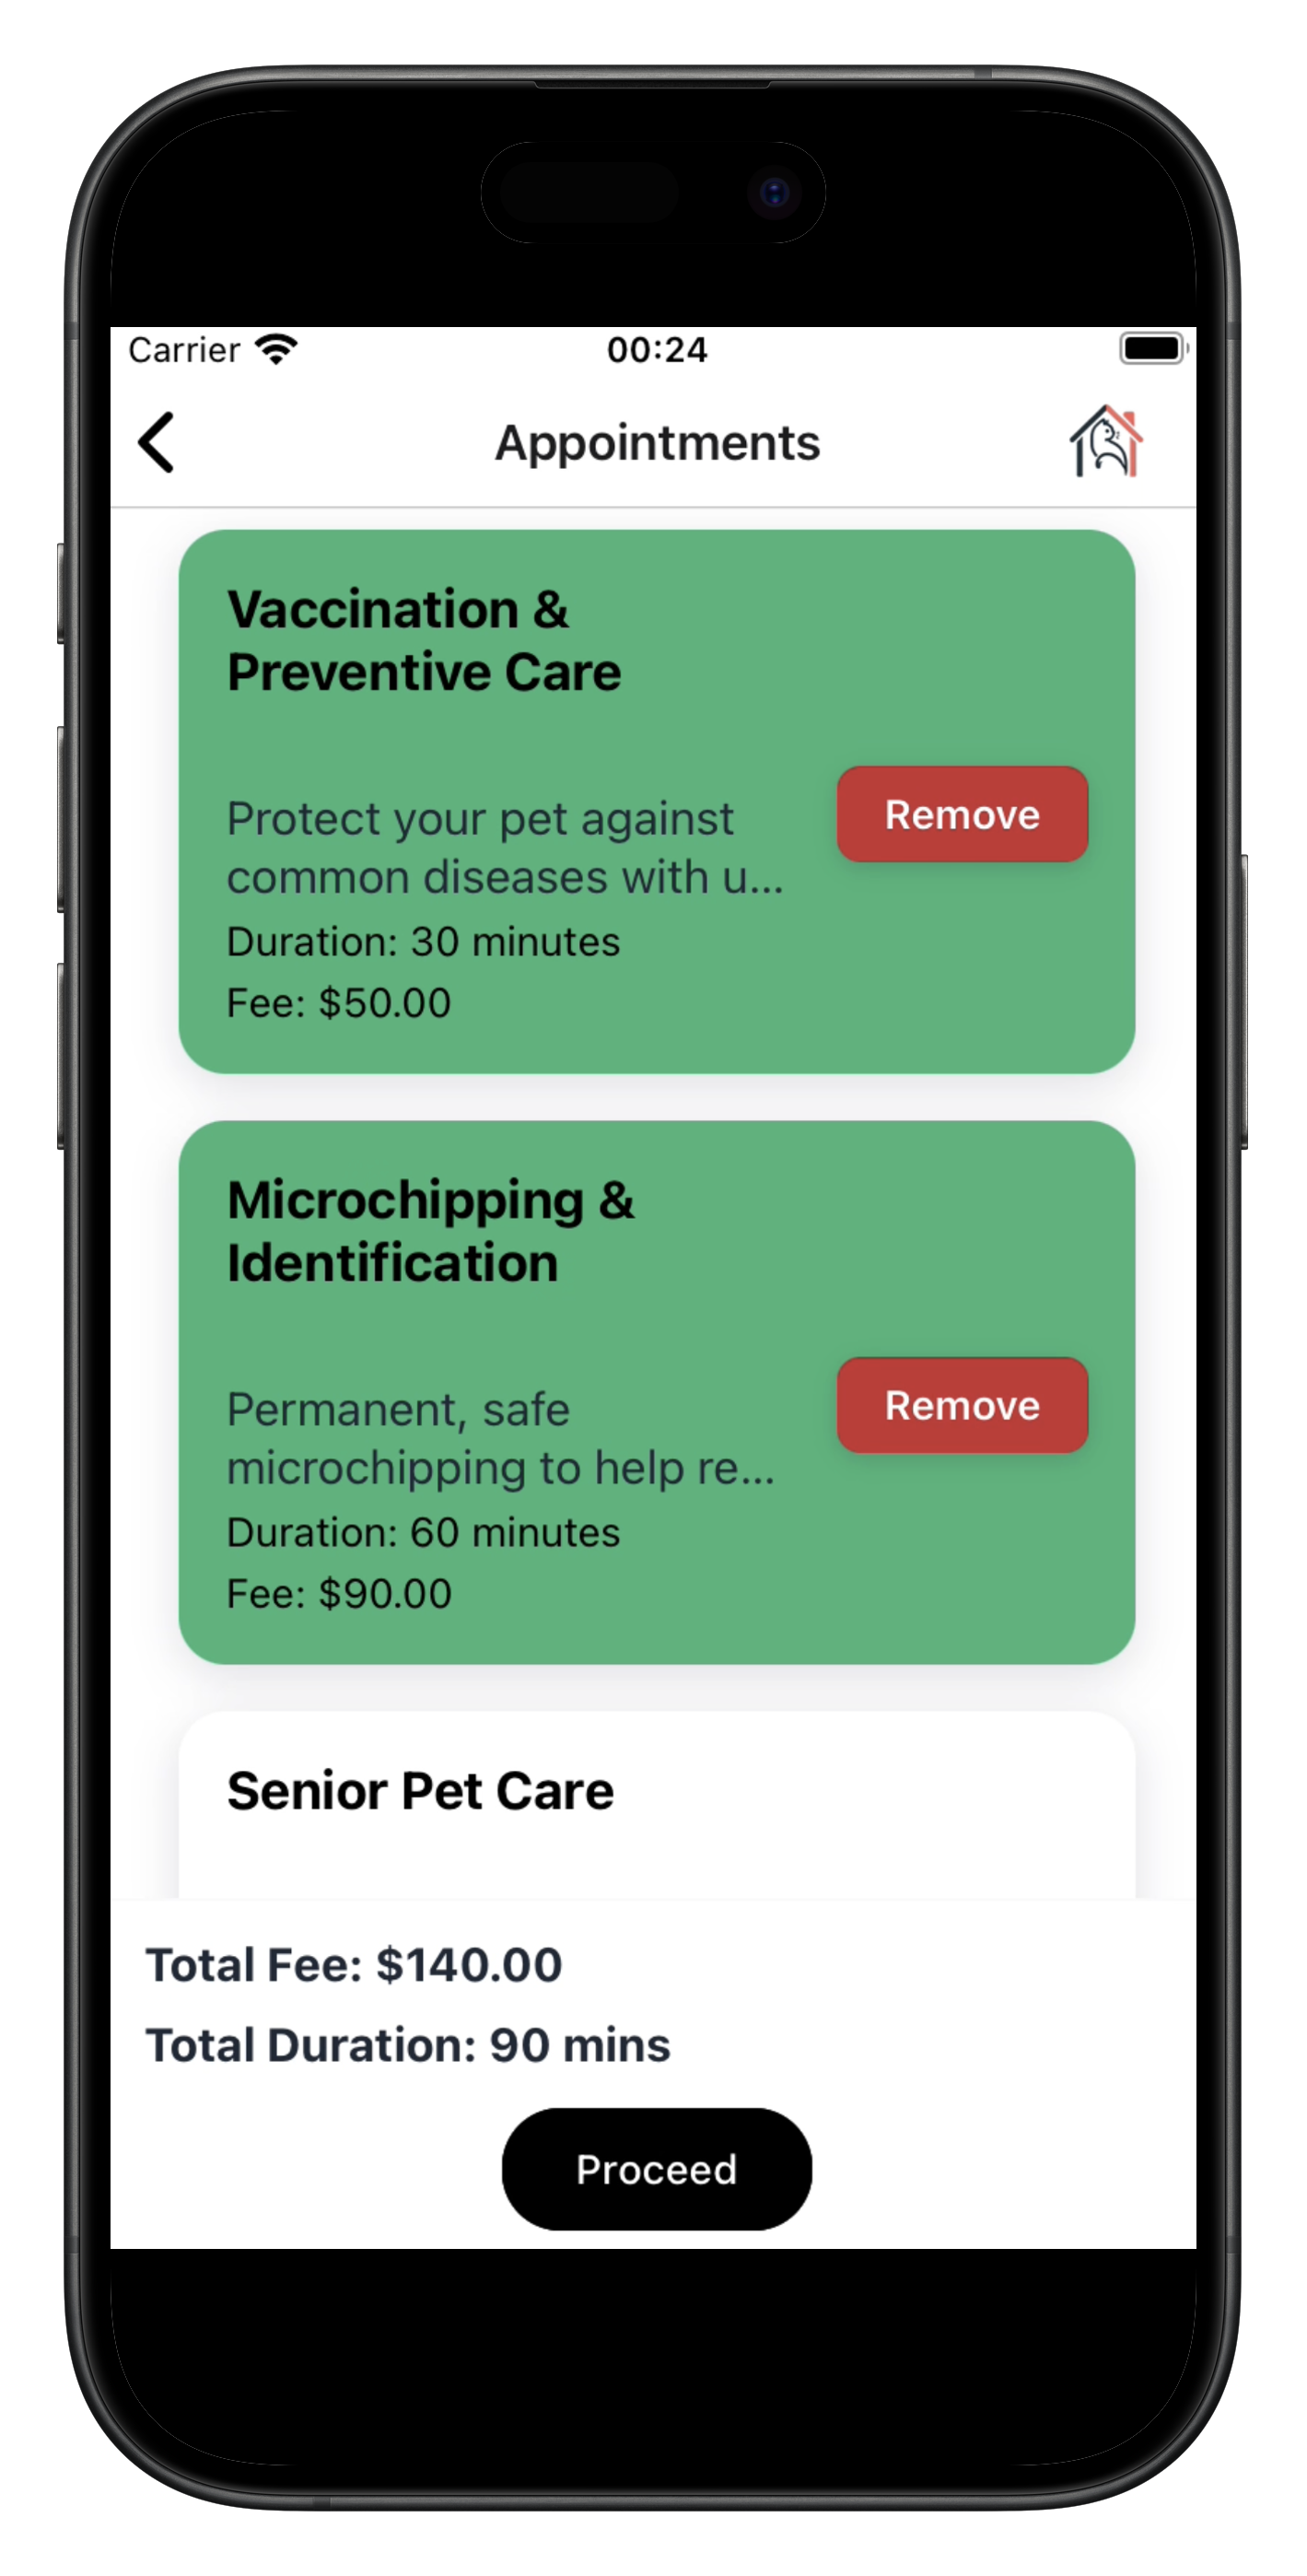 Carrier 00:24
Appointments
Vaccination &
Preventive Care
Protect your pet against
common diseases with u...
Remove
Duration: 30 minutes
Fee: $50.00
Microchipping &
Identification
Permanent, safe
microchipping to help re...
Remove
Duration: 60 minutes
Fee: $90.00
Senior Pet Care
Total Fee: $140.00
Total Duration: 90 mins
Proceed